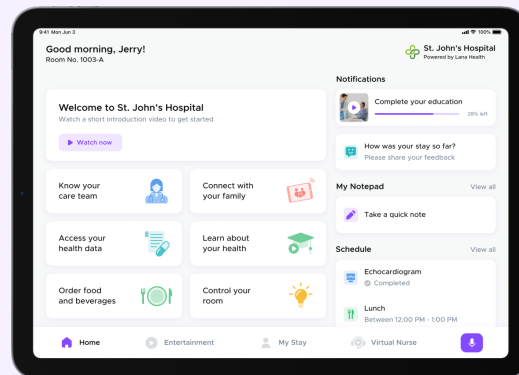 9:41 Mon Jun 3
100%
Good morning, Jerry!
Room No. 1003-A
St. John's Hospital
Powered by Lana Health
Welcome to St. John's Hospital
Watch a short introduction video to get started
Watch now
Know your
care team
Connect with
your family
Access your
health data
Learn about
your health
Order food
and beverages
Control your
room
Notifications
Complete your education
28% left
How was your stay so far?
Please share your feedback
My Notepad
View all
Take a quick note
Schedule
View all
Echocardiogram
Completed
Lunch
Between 12:00 PM - 1:00 PM
Home
Entertainment
My Stay
Virtual Nurse